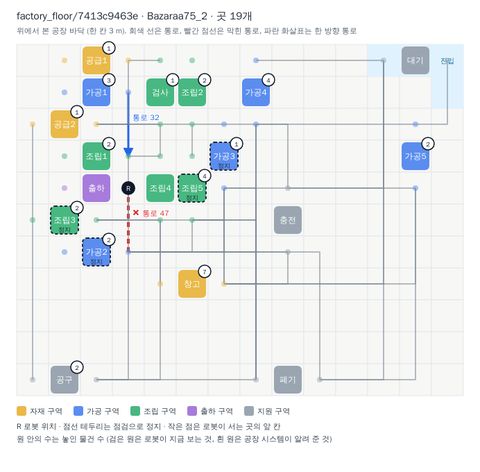 factory_floor/7413c9463e · Bazaraa75_2 · 곳 19개
위에서 본 공장 바닥 (한 칸 3 m). 회색 선은 통로, 빨간 점선은 막힌 통로, 파란 화살표는 한 방향 통로
공급1 1
대기
진입
가공1 3
검사 1
조립2 2
가공4 4
통로 32
공급2 1
조립1 2
가공3 1
정지
가공5 2
출하
R
조립4
조립5 4
정지
✕ 통로 47
조립3 2
정지
충전
가공2 2
정지
창고 7
공구 2
폐기
자재 구역
가공 구역
조립 구역
출하 구역
지원 구역
R 로봇 위치 · 점선 테두리는 점검으로 정지 · 작은 점은 로봇이 서는 곳의 앞 칸
원 안의 수는 놓인 물건 수 (검은 원은 로봇이 지금 보는 것, 흰 원은 공장 시스템이 알려 준 것)